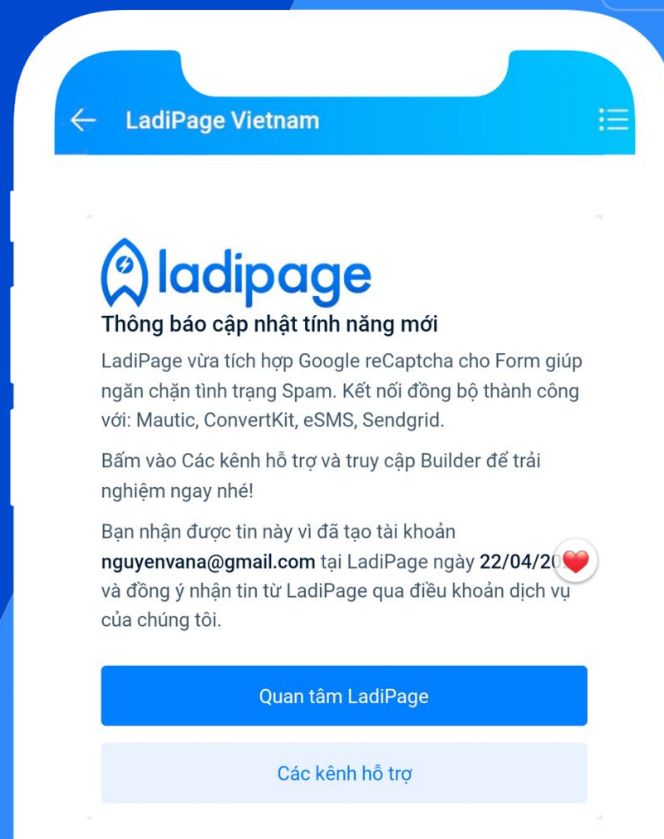 LadiPage Vietnam
ladipage
Thông báo cập nhật tính năng mới
LadiPage vừa tích hợp Google reCaptcha cho Form giúp
ngăn chặn tình trạng Spam. Kết nối đồng bộ thành công
với: Mautic, ConvertKit, eSMS, Sendgrid.
Bấm vào Các kênh hỗ trợ và truy cập Builder để trải
nghiệm ngay nhé!
Bạn nhận được tin này vì đã tạo tài khoản
nguyenvana@gmail.com tại LadiPage ngày 22/04/20
và đồng ý nhận tin từ LadiPage qua điều khoản dịch vụ
của chúng tôi.
Quan tâm LadiPage
Các kênh hỗ trợ